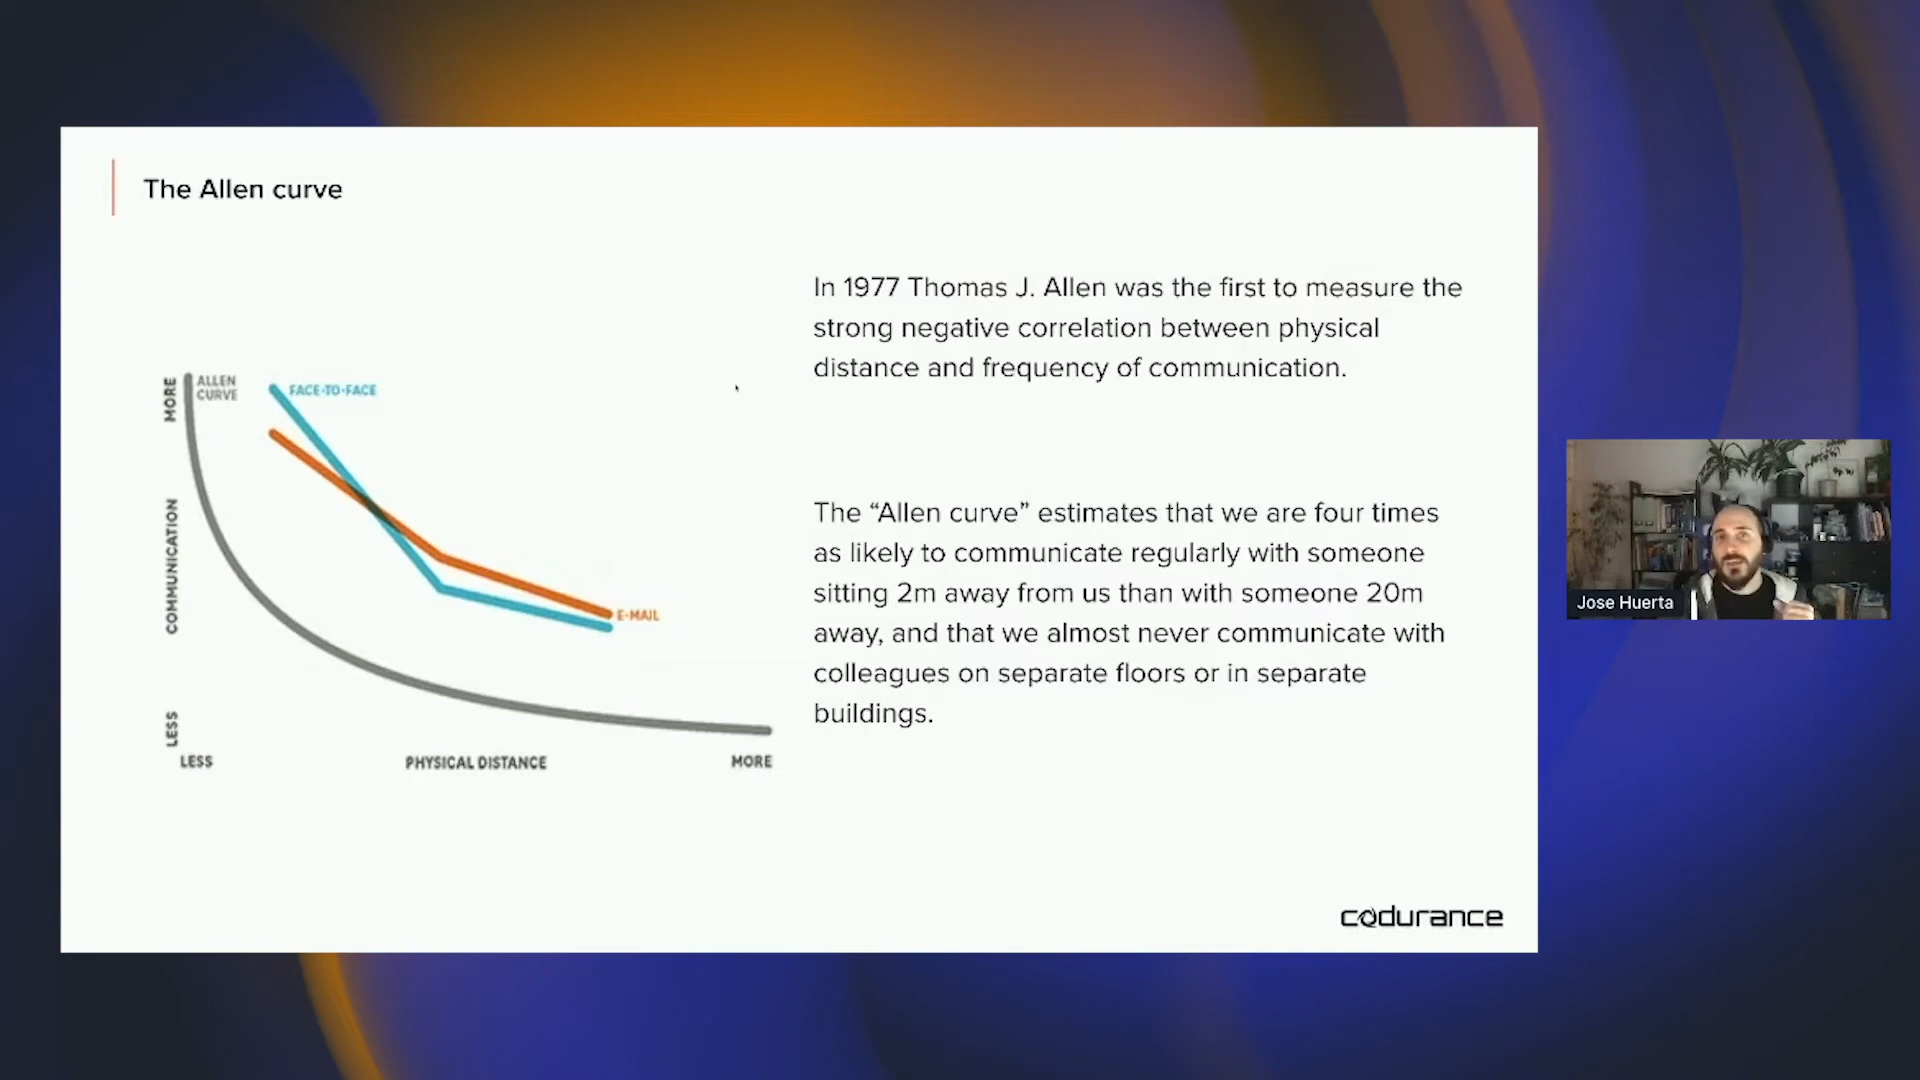 The Allen curve
In 1977 Thomas J. Allen was the first to measure the
strong negative correlation between physical
distance and frequency of communication.
The “Allen curve” estimates that we are four times
as likely to communicate regularly with someone
sitting 2m away from us than with someone 20m
away, and that we almost never communicate with
colleagues on separate floors or in separate
buildings.
MORE
COMMUNICATION
LESS
ALLEN
CURVE
FACE-TO-FACE
E-MAIL
LESS
PHYSICAL DISTANCE
MORE
codurance
Jose Huerta